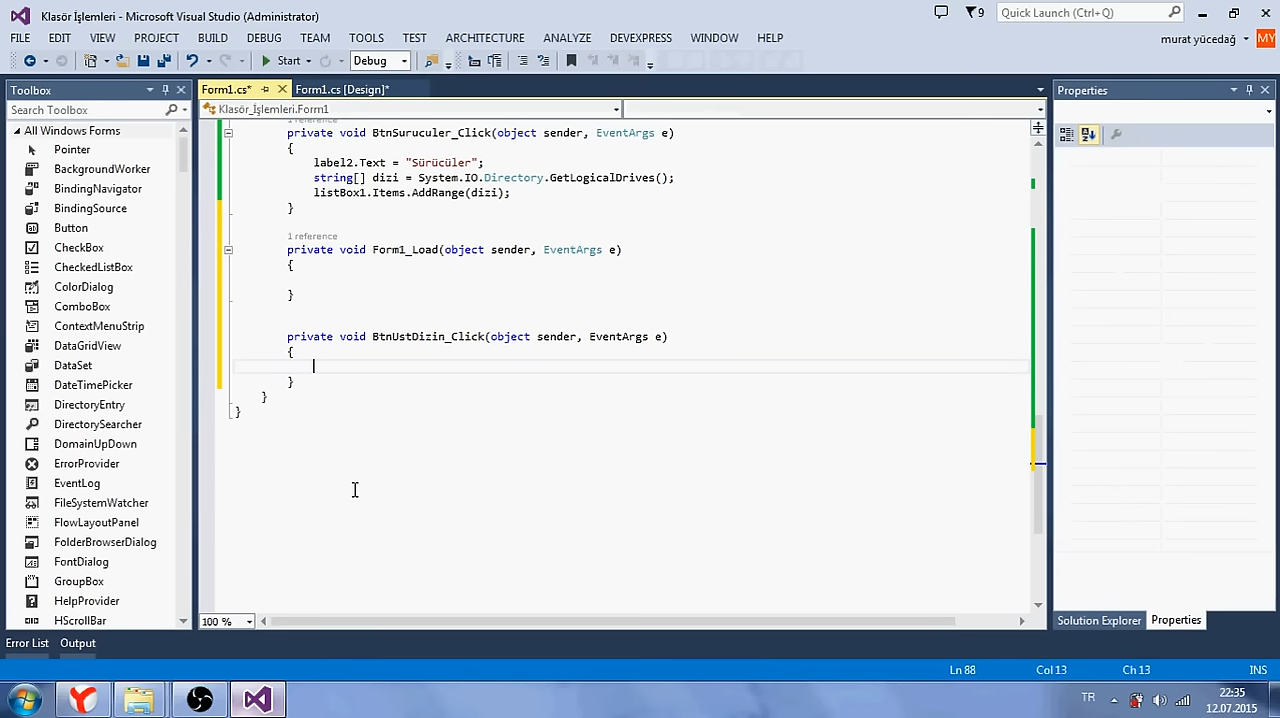 Klasör İşlemleri - Microsoft Visual Studio (Administrator)
9
Quick Launch (Ctrl+Q)
FILE EDIT VIEW PROJECT BUILD DEBUG TEAM TOOLS TEST ARCHITECTURE ANALYZE DEVEXPRESS WINDOW HELP
murat yücedağ
MY
Start
Debug
Toolbox
Search Toolbox
All Windows Forms
Pointer
BackgroundWorker
BindingNavigator
BindingSource
Button
CheckBox
CheckedListBox
ColorDialog
ComboBox
ContextMenuStrip
DataGridView
DataSet
DateTimePicker
DirectoryEntry
DirectorySearcher
DomainUpDown
ErrorProvider
EventLog
FileSystemWatcher
FlowLayoutPanel
FolderBrowserDialog
FontDialog
GroupBox
HelpProvider
HScrollBar
Form1.cs*
Form1.cs [Design]*
Klasör_İşlemleri.Form1
1 reference
private void BtnSuruculer_Click(object sender, EventArgs e)
{
label2.Text = "Sürücüler";
string[] dizi = System.IO.Directory.GetLogicalDrives();
listBox1.Items.AddRange(dizi);
}
1 reference
private void Form1_Load(object sender, EventArgs e)
{
}
private void BtnUstDizin_Click(object sender, EventArgs e)
{
}
}
}
100 %
Properties
Solution Explorer
Properties
Error List
Output
Ln 88
Col 13
Ch 13
INS
TR
22:35
12.07.2015